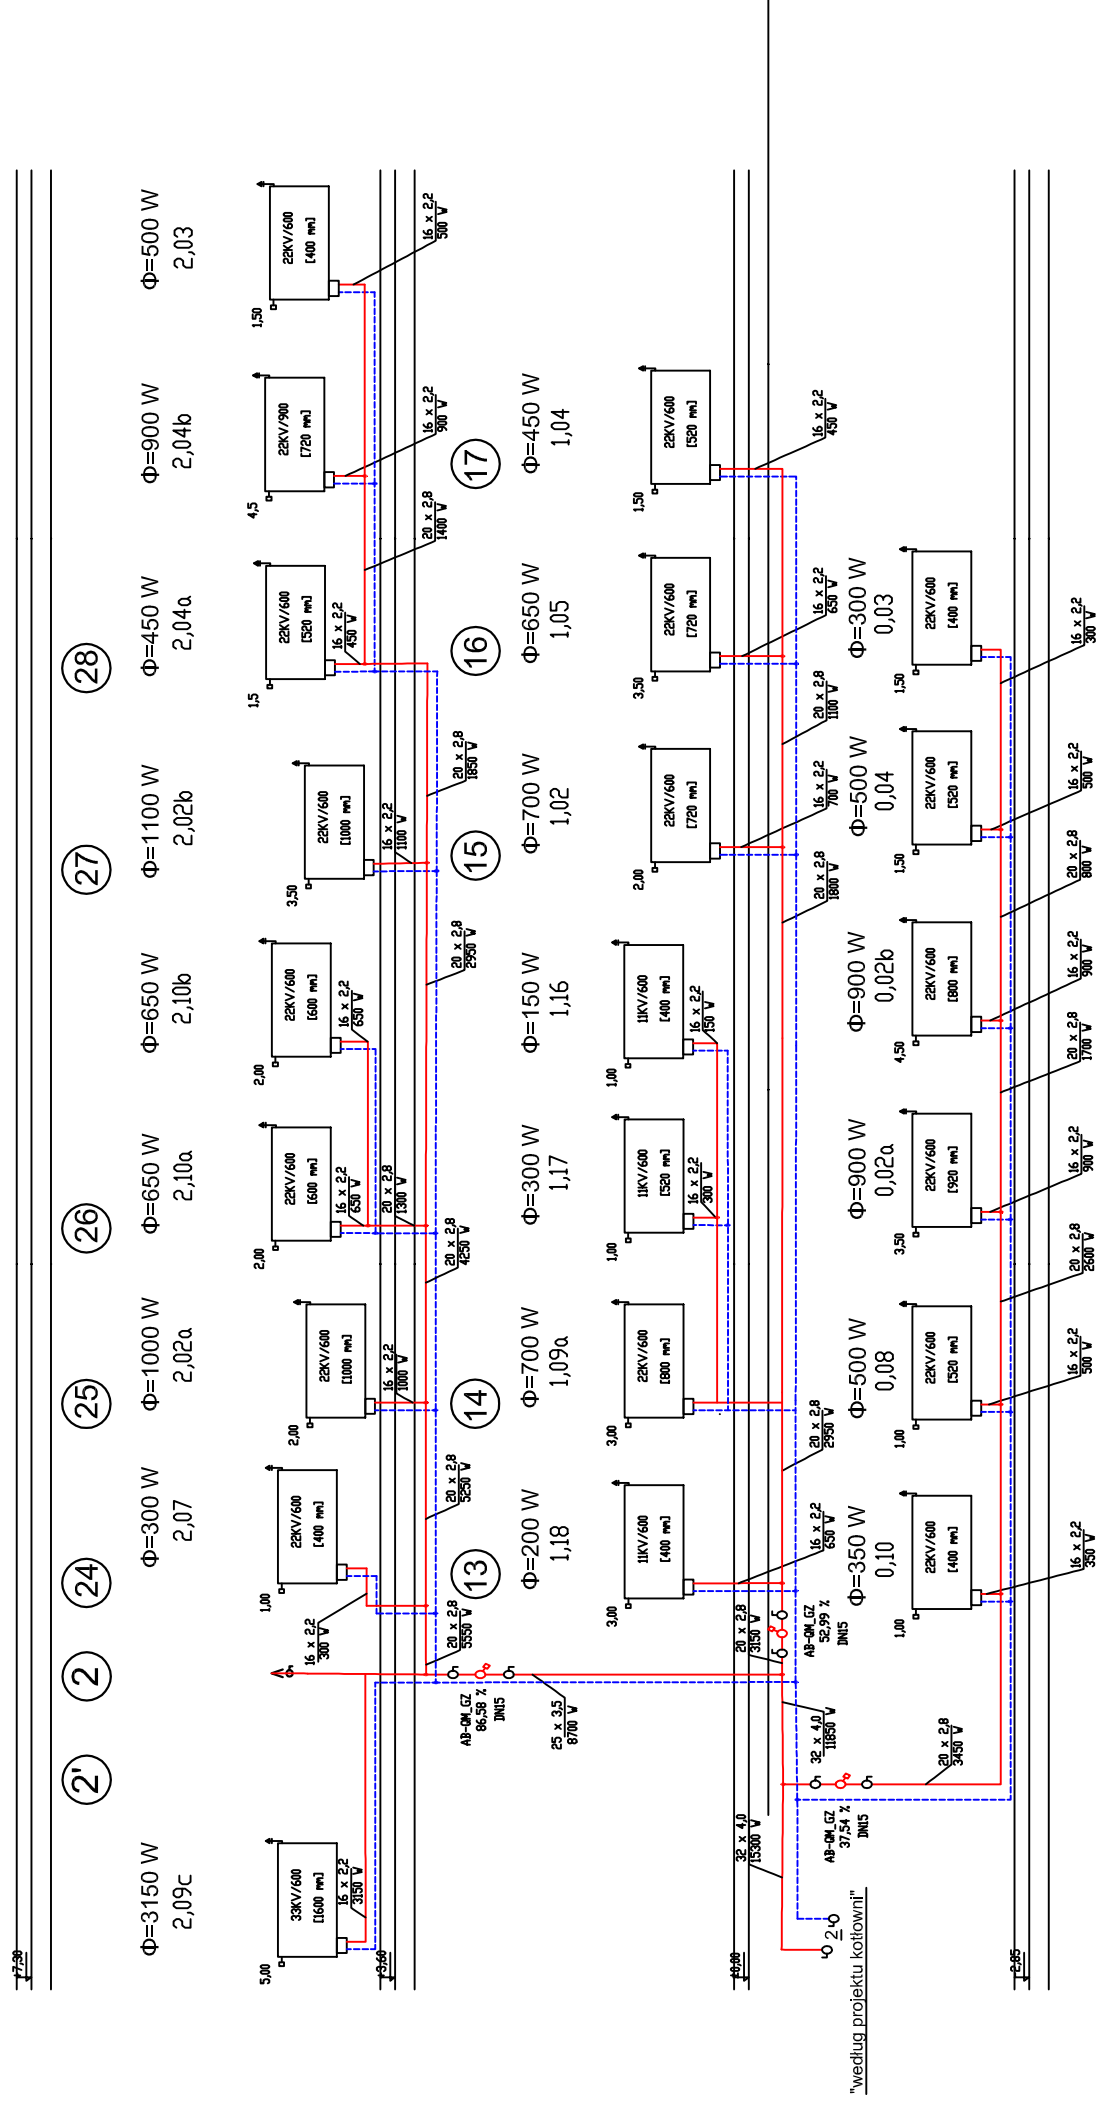 +7,30
2'
2
24
25
26
27
28
Φ=3150 W
2,09c
Φ=300 W
2,07
Φ=1000 W
2,02a
Φ=650 W
2,10a
Φ=650 W
2,10b
Φ=1100 W
2,02b
Φ=450 W
2,04a
Φ=900 W
2,04b
Φ=500 W
2,03
5,00
33KV/600
[1600 mm]
16 x 2,2
3150 W
1,00
22KV/600
[400 mm]
16 x 2,2
300 W
2,00
22KV/600
[1000 mm]
16 x 2,2
1000 W
2,00
22KV/600
[600 mm]
16 x 2,2
650 W
20 x 2,8
1300 W
2,00
22KV/600
[600 mm]
16 x 2,2
650 W
3,50
22KV/600
[1000 mm]
16 x 2,2
1100 W
1,5
22KV/600
[520 mm]
16 x 2,2
450 W
4,5
22KV/900
[720 mm]
16 x 2,2
900 W
1,50
22KV/600
[400 mm]
16 x 2,2
500 W
+3,60
20 x 2,8
5550 W
20 x 2,8
5250 W
20 x 2,8
4250 W
20 x 2,8
2950 W
20 x 2,8
1850 W
20 x 2,8
1400 W
AB-QM_GZ
86,58 %
DN15
25 x 3,5
8700 W
13
14
15
16
17
Φ=200 W
1,18
Φ=700 W
1,09a
Φ=300 W
1,17
Φ=150 W
1,16
Φ=700 W
1,02
Φ=650 W
1,05
Φ=450 W
1,04
3,00
11KV/600
[400 mm]
16 x 2,2
650 W
3,00
22KV/600
[800 mm]
1,00
11KV/600
[520 mm]
16 x 2,2
300 W
1,00
11KV/600
[400 mm]
16 x 2,2
150 W
2,00
22KV/600
[720 mm]
16 x 2,2
700 W
3,50
22KV/600
[720 mm]
16 x 2,2
650 W
1,50
22KV/600
[520 mm]
16 x 2,2
450 W
±0,00
32 x 4,0
15300 W
20 x 2,8
3150 W
AB-QM_GZ
52,99 %
DN15
32 x 4,0
11850 W
20 x 2,8
2950 W
20 x 2,8
1800 W
20 x 2,8
1100 W
AB-QM_GZ
37,54 %
DN15
20 x 2,8
3450 W
2
"według projektu kotłowni"
Φ=350 W
0,10
Φ=500 W
0,08
Φ=900 W
0,02a
Φ=900 W
0,02b
Φ=500 W
0,04
Φ=300 W
0,03
1,00
22KV/600
[400 mm]
16 x 2,2
350 W
1,00
22KV/600
[520 mm]
16 x 2,2
500 W
3,50
22KV/600
[920 mm]
16 x 2,2
900 W
4,50
22KV/600
[800 mm]
16 x 2,2
900 W
1,50
22KV/600
[520 mm]
16 x 2,2
500 W
1,50
22KV/600
[400 mm]
16 x 2,2
300 W
20 x 2,8
2600 W
20 x 2,8
1700 W
20 x 2,8
800 W
-2,85